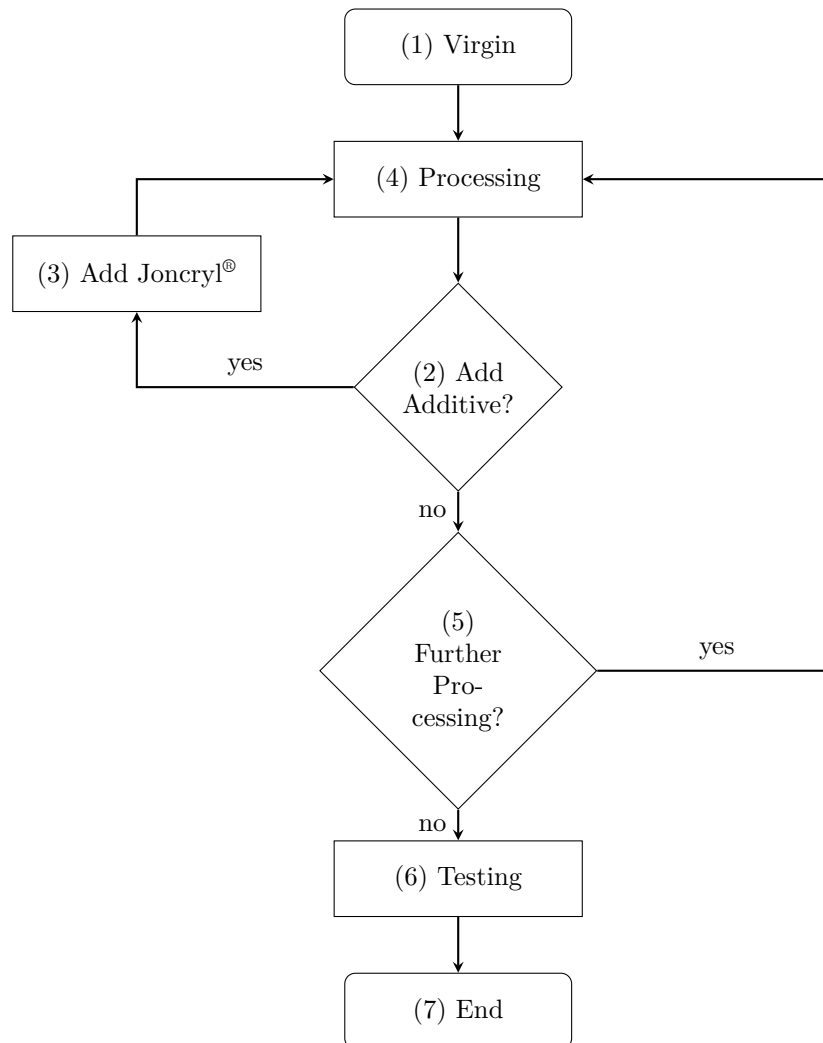 (1) Virgin
(4) Processing
(3) Add Joncryl®
yes
(2) Add
Additive?
no
(5)
Further
Pro-
cessing?
yes
no
(6) Testing
(7) End